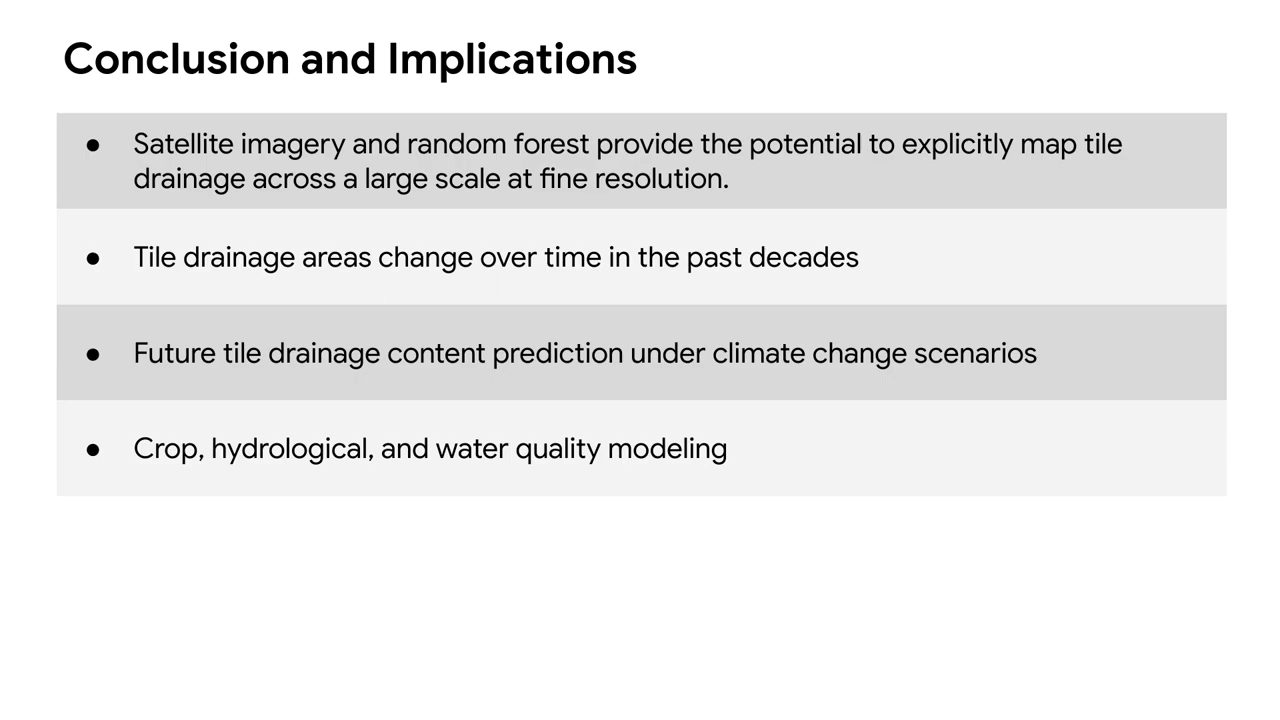 Conclusion and Implications
● Satellite imagery and random forest provide the potential to explicitly map tile
drainage across a large scale at fine resolution.
● Tile drainage areas change over time in the past decades
● Future tile drainage content prediction under climate change scenarios
● Crop, hydrological, and water quality modeling